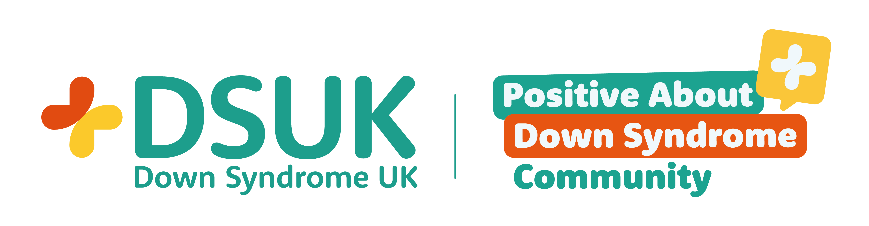 DSUK
Down Syndrome UK
Positive About
Down Syndrome
Community